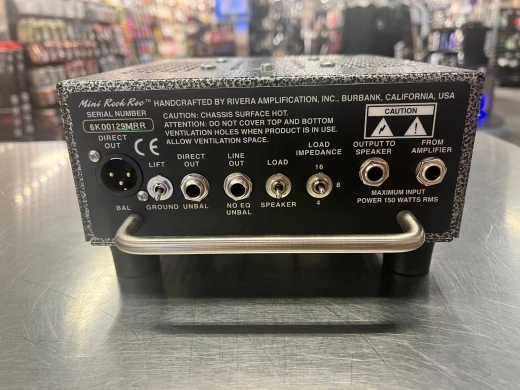 Mini Rock Rec™ HANDCRAFTED BY RIVERA AMPLIFICATION, INC., BURBANK, CALIFORNIA, USA
SERIAL NUMBER
6K00129MRR
CAUTION: CHASSIS SURFACE HOT.
ATTENTION: DO NOT COVER TOP AND BOTTOM
VENTILATION HOLES WHEN PRODUCT IS IN USE.
ALLOW VENTILATION SPACE.
CAUTION
DIRECT
OUT
CE
LIFT
GROUND
DIRECT
OUT
UNBAL
LINE
OUT
NO EQ
UNBAL
LOAD
SPEAKER
LOAD
IMPEDANCE
16
8
4
OUTPUT TO
SPEAKER
FROM
AMPLIFIER
MAXIMUM INPUT
POWER 150 WATTS RMS
BAL